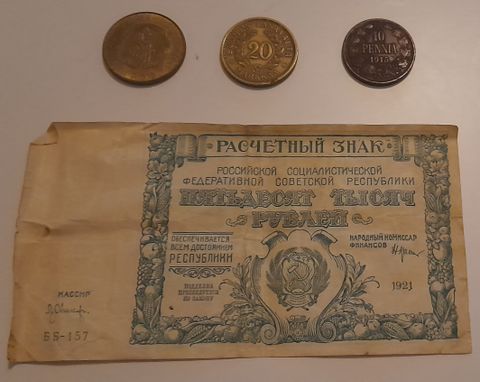 20
10
PENNIÄ
1915
РАСЧЕТНЫЙ ЗНАК
РОССИЙСКОЙ СОЦИАЛИСТИЧЕСКОЙ
ФЕДЕРАТИВНОЙ СОВЕТСКОЙ РЕСПУБЛИКИ
ПЯТЬДЕСЯТ ТЫСЯЧ
РУБЛЕЙ
ОБЕСПЕЧИВАЕТСЯ
ВСЕМ ДОСТОЯНИЕМ
РЕСПУБЛИКИ
НАРОДНЫЙ КОМИССАР
ФИНАНСОВ
ПОДДЕЛКА
ПРЕСЛЕДУЕТСЯ
ПО ЗАКОНУ
1921
КАССИР
ББ-157